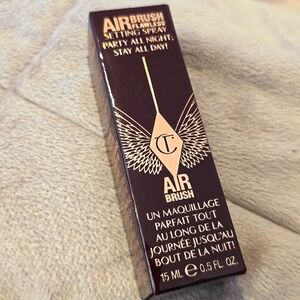 AIRBRUSH
FLAWLESS
SETTING SPRAY
PARTY ALL NIGHT,
STAY ALL DAY!
CT
AIR
BRUSH
UN MAQUILLAGE
PARFAIT TOUT
AU LONG DE LA
JOURNÉE JUSQU'AU
BOUT DE LA NUIT!
15 ML ℮ 0.5 FL. OZ.